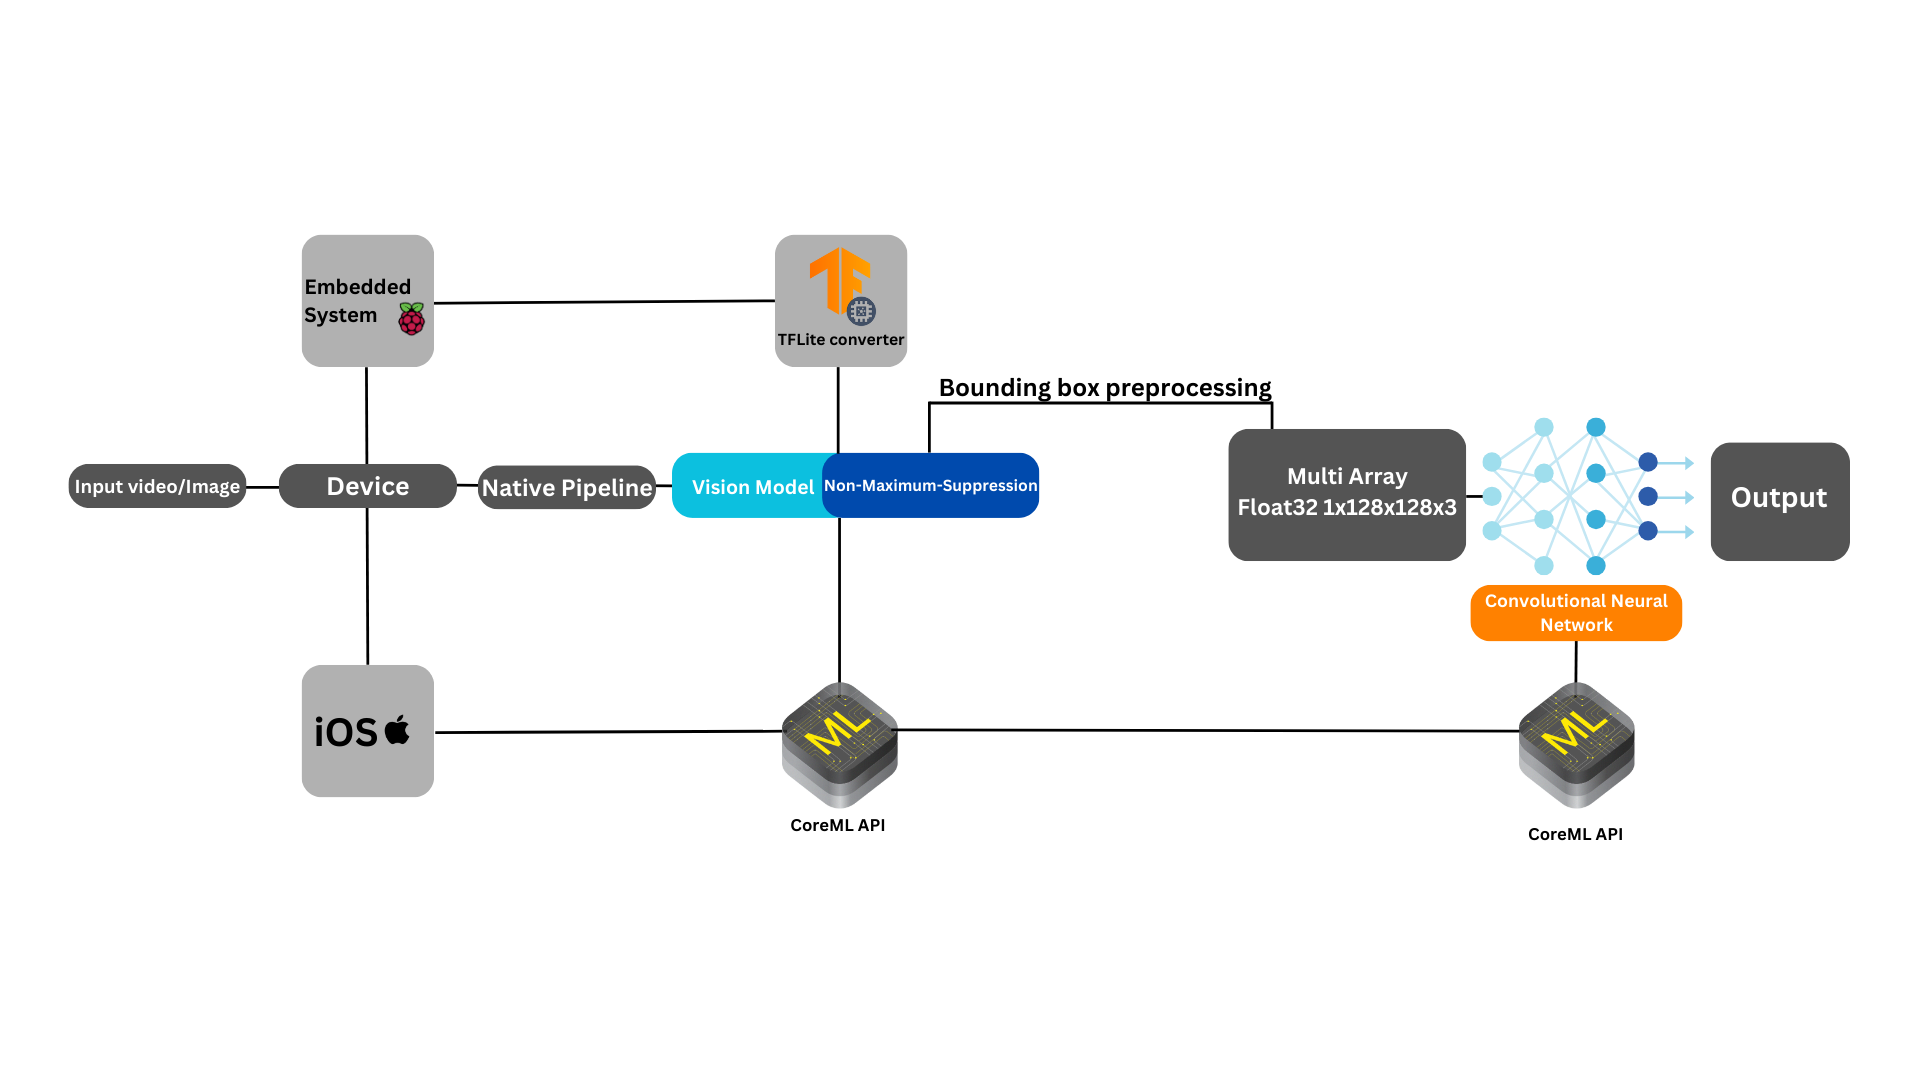 Embedded
System
TFLite converter
Bounding box preprocessing
Input video/Image
Device
Native Pipeline
Vision Model
Non-Maximum-Suppression
Multi Array
Float32 1x128x128x3
Output
Convolutional Neural
Network
iOS
ML
CoreML API
ML
CoreML API